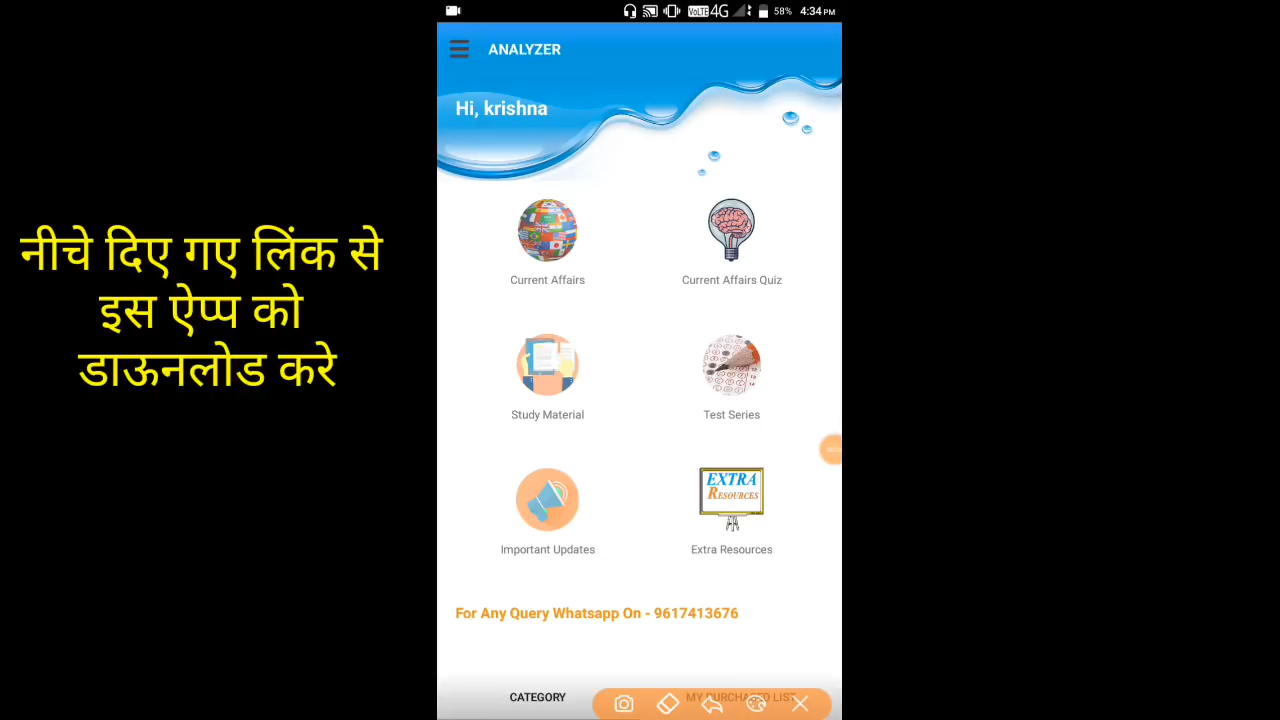 VoLTE 4G 58% 4:34 PM
ANALYZER
Hi, krishna
नीचे दिए गए लिंक से
इस ऐप्प को
डाऊनलोड करे
Current Affairs Current Affairs Quiz
Study Material Test Series
EXTRA
RESOURCES
Important Updates Extra Resources
For Any Query Whatsapp On - 9617413676
CATEGORY MY PURCHASED LIST